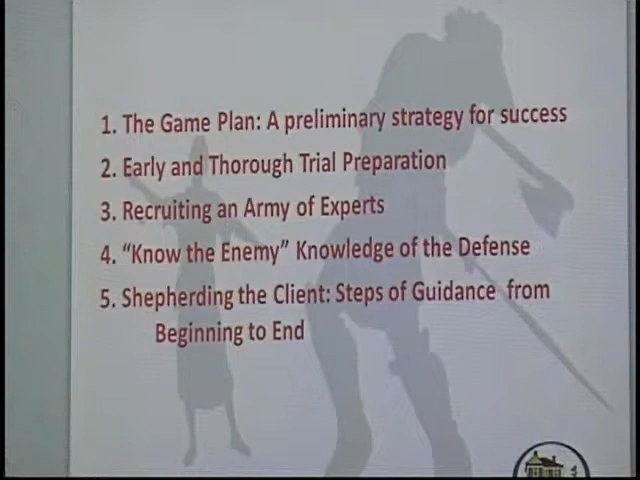 1. The Game Plan: A preliminary strategy for success
2. Early and Thorough Trial Preparation
3. Recruiting an Army of Experts
4. “Know the Enemy” Knowledge of the Defense
5. Shepherding the Client: Steps of Guidance from
Beginning to End